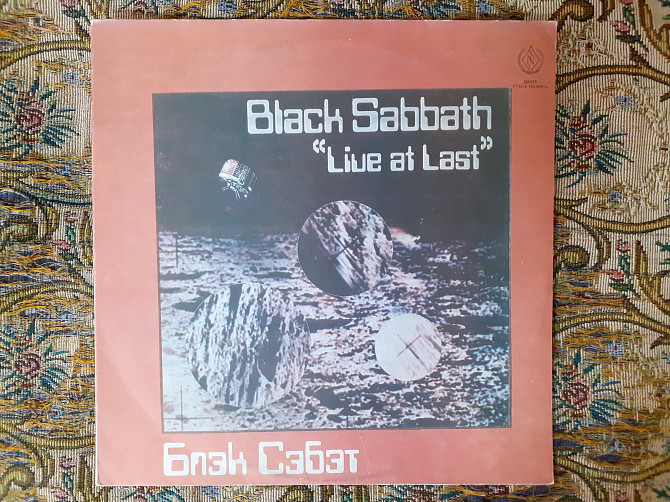 Black Sabbath
“Live at Last”
Блэк Сэбэт